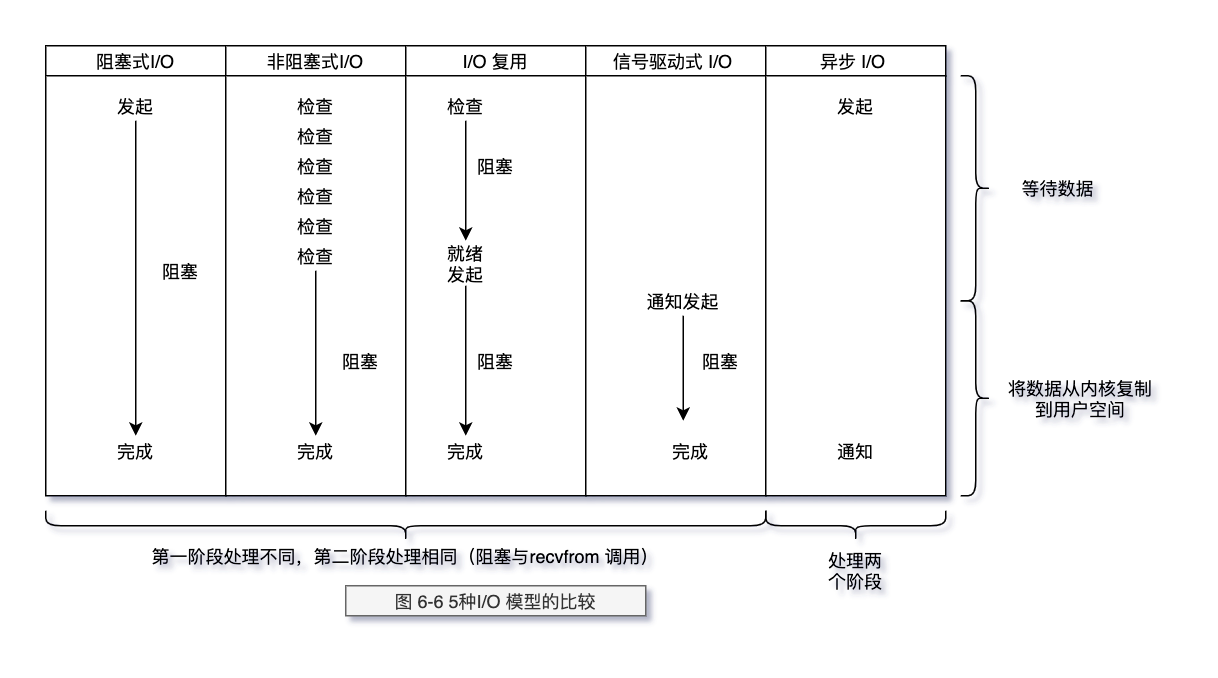 阻塞式I/O
非阻塞式I/O
I/O 复用
信号驱动式 I/O
异步 I/O
发起
阻塞
完成
检查
检查
检查
检查
检查
检查
阻塞
完成
检查
阻塞
就绪
发起
阻塞
完成
通知发起
阻塞
完成
发起
通知
等待数据
将数据从内核复制
到用户空间
第一阶段处理不同，第二阶段处理相同（阻塞与recvfrom 调用）
处理两
个阶段
图 6-6 5种I/O 模型的比较